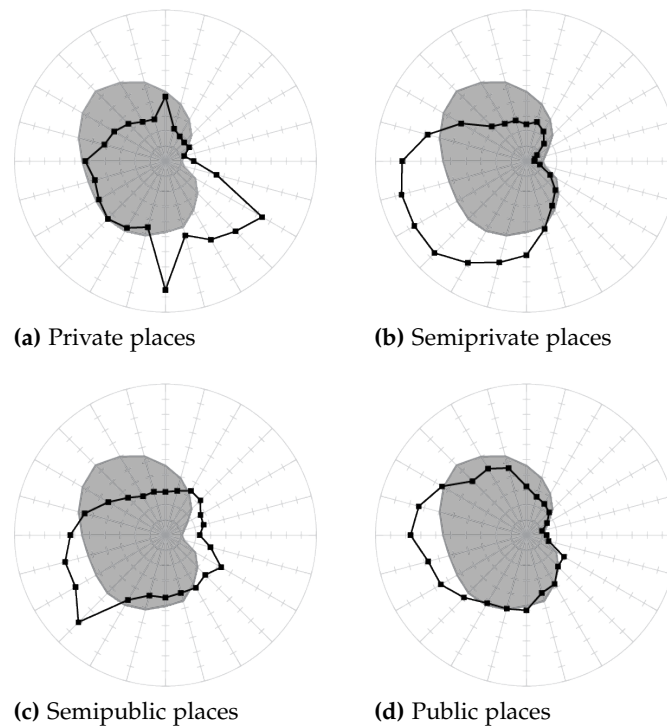 (a) Private places
(b) Semiprivate places
(c) Semipublic places
(d) Public places